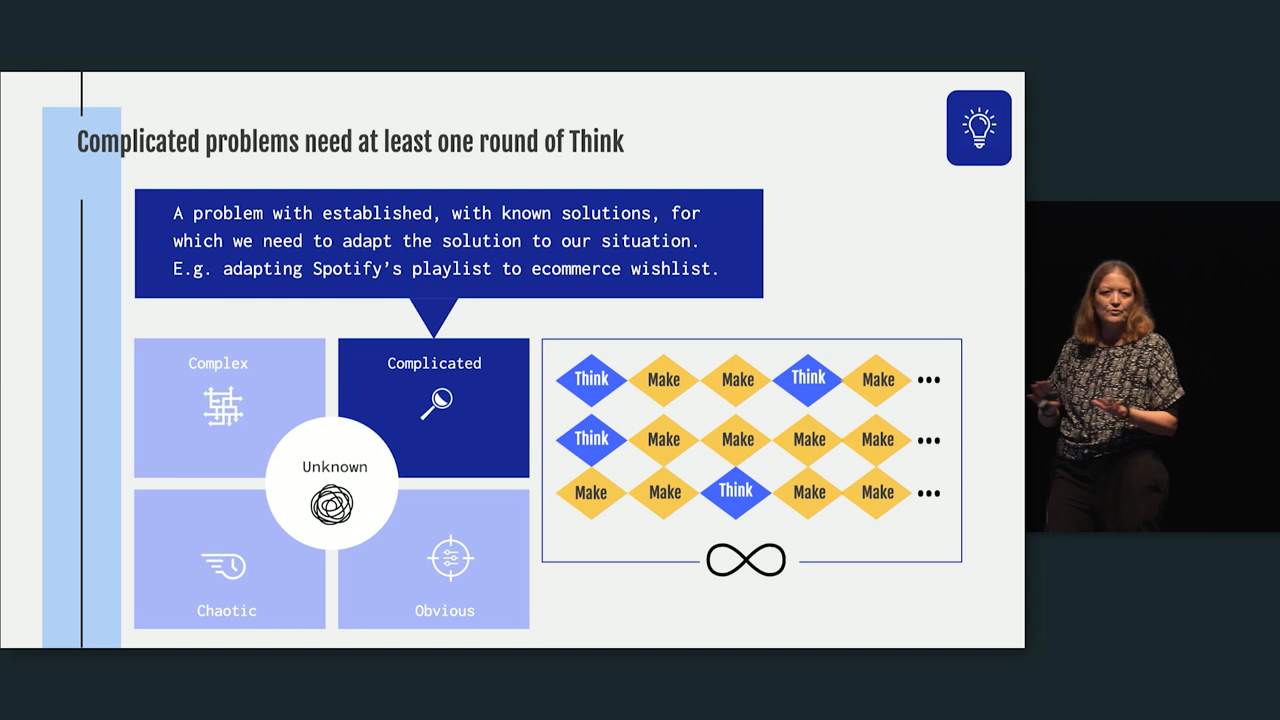 Complicated problems need at least one round of Think
A problem with established, with known solutions, for
which we need to adapt the solution to our situation.
E.g. adapting Spotify's playlist to ecommerce wishlist.
Complex
Complicated
Unknown
Chaotic
Obvious
Think Make Make Think Make •••
Think Make Make Make Make •••
Make Make Think Make Make •••